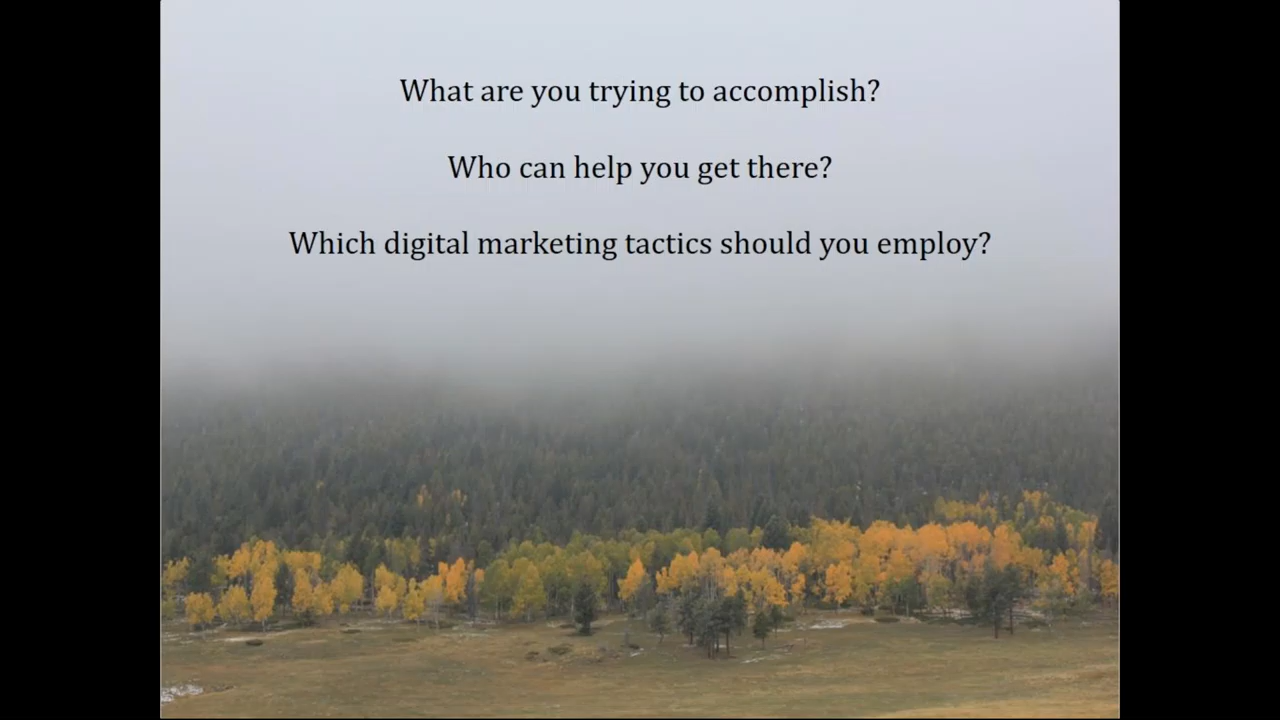 What are you trying to accomplish?
Who can help you get there?
Which digital marketing tactics should you employ?